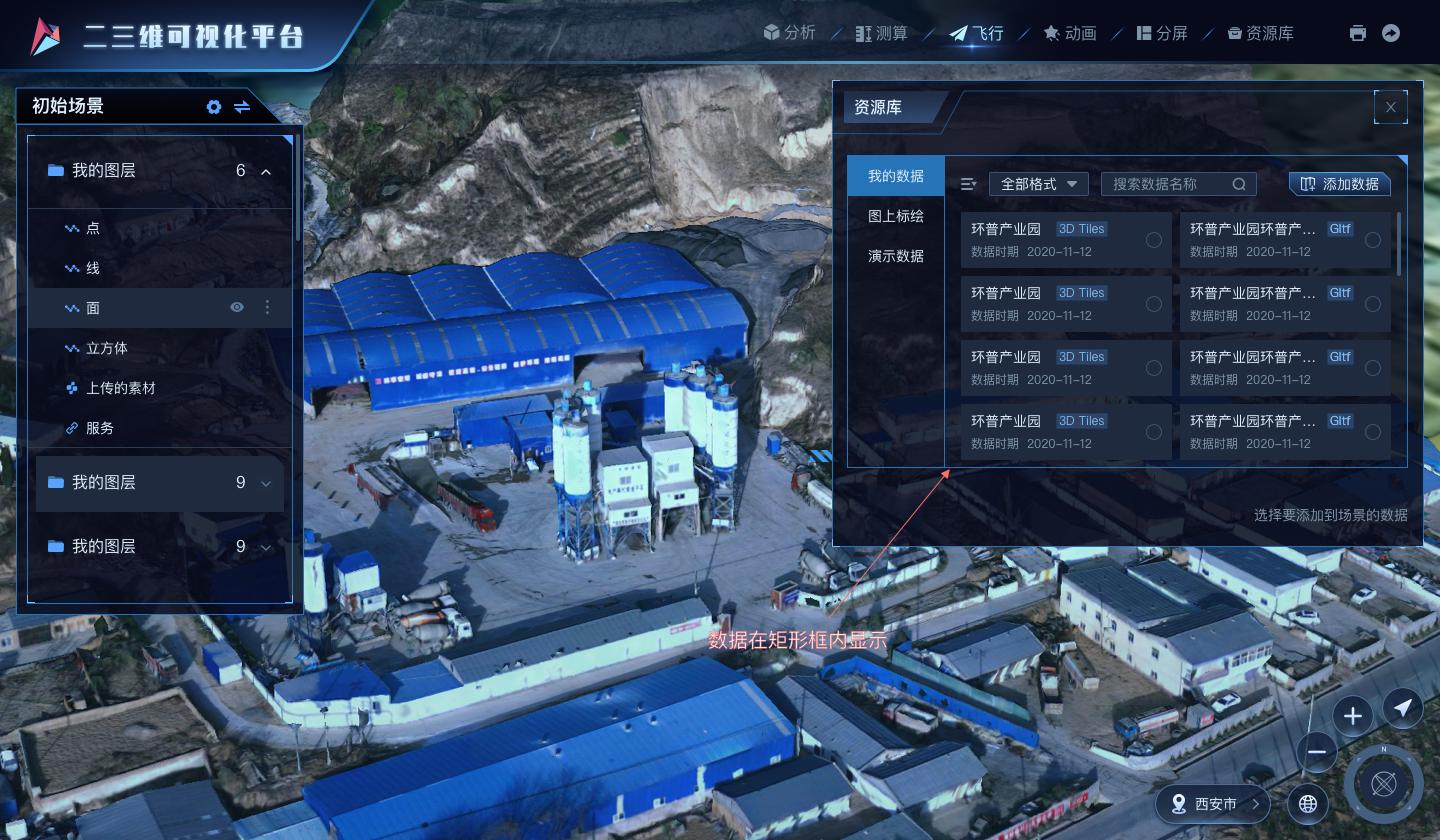 二三维可视化平台
分析
测算
飞行
动画
分屏
资源库
初始场景
我的图层 6
点
线
面
立方体
上传的素材
服务
我的图层 9
我的图层 9
资源库
我的数据
图上标绘
演示数据
全部格式
搜索数据名称
添加数据
环普产业园 3D Tiles
数据时期 2020-11-12
环普产业园环普产... Gltf
数据时期 2020-11-12
环普产业园 3D Tiles
数据时期 2020-11-12
环普产业园环普产... Gltf
数据时期 2020-11-12
环普产业园 3D Tiles
数据时期 2020-11-12
环普产业园环普产... Gltf
数据时期 2020-11-12
环普产业园 3D Tiles
数据时期 2020-11-12
环普产业园环普产... Gltf
数据时期 2020-11-12
选择要添加到场景的数据
数据在矩形框内显示
N
西安市